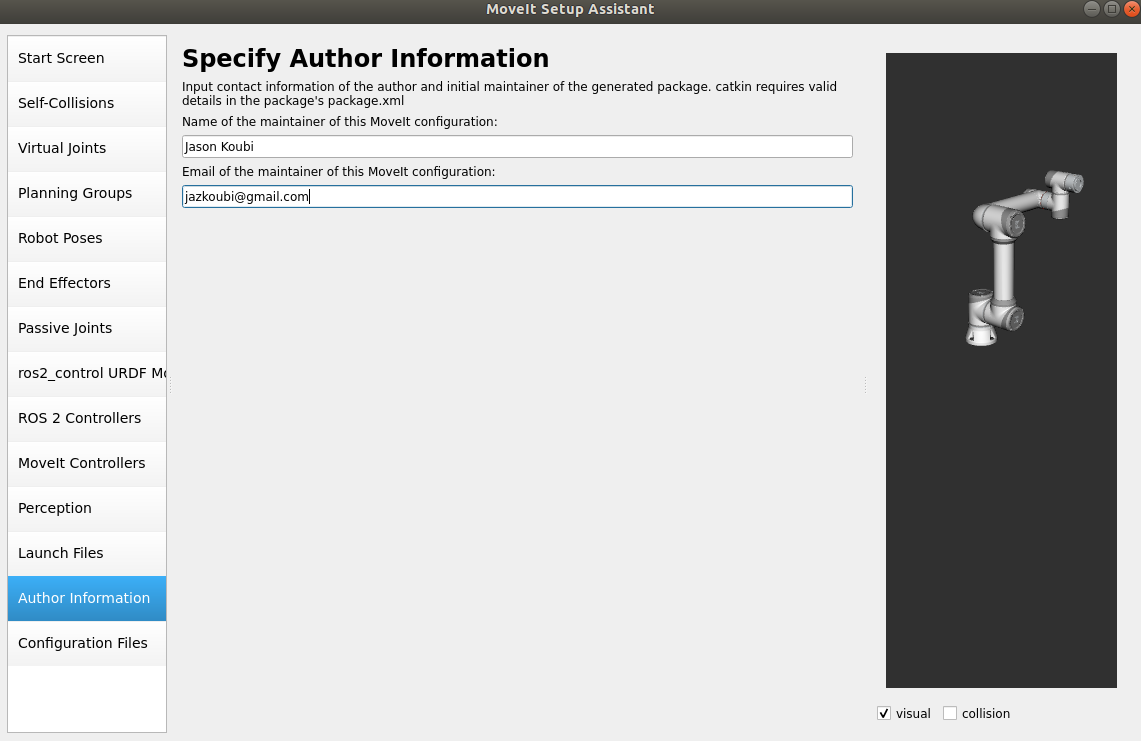 MoveIt Setup Assistant
Start Screen
Self-Collisions
Virtual Joints
Planning Groups
Robot Poses
End Effectors
Passive Joints
ros2_control URDF Mo
ROS 2 Controllers
MoveIt Controllers
Perception
Launch Files
Author Information
Configuration Files
Specify Author Information
Input contact information of the author and initial maintainer of the generated package. catkin requires valid
details in the package's package.xml
Name of the maintainer of this MoveIt configuration:
Jason Koubi
Email of the maintainer of this MoveIt configuration:
jazkoubi@gmail.com
visual
collision